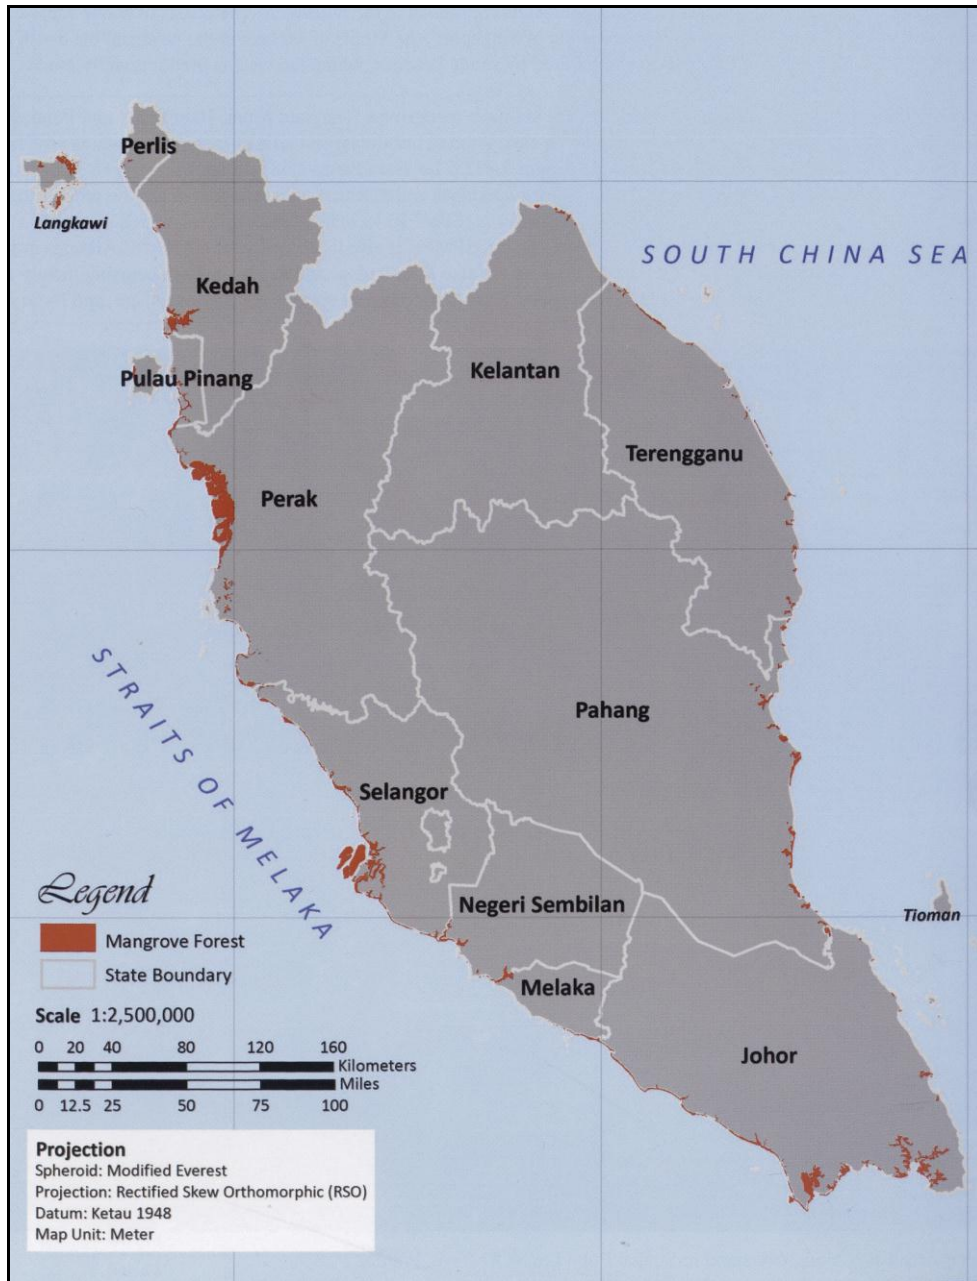 Perlis
Langkawi
SOUTH CHINA SEA
Kedah
Kelantan
Pulau Pinang
Terengganu
Perak
STRAITS OF MELAKA
Pahang
Selangor
Legend
Negeri Sembilan
Tioman
Mangrove Forest
State Boundary
Melaka
Scale 1:2,500,000
0 20 40 80 120 160
Kilometers
Miles
0 12.5 25 50 75 100
Johor
Projection
Spheroid: Modified Everest
Projection: Rectified Skew Orthomorphic (RSO)
Datum: Ketau 1948
Map Unit: Meter